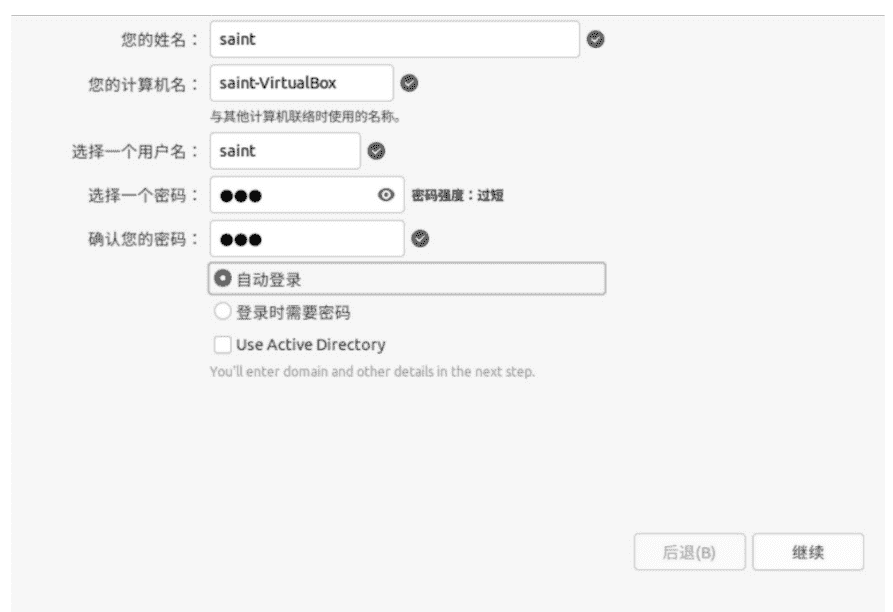 您的姓名： saint
您的计算机名： saint-VirtualBox
与其他计算机联络时使用的名称。
选择一个用户名： saint
选择一个密码： ●●● 密码强度：过短
确认您的密码： ●●●
自动登录
登录时需要密码
Use Active Directory
You'll enter domain and other details in the next step.
后退(B) 继续